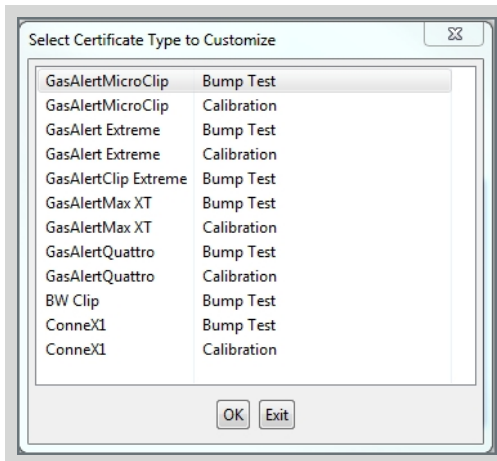 Select Certificate Type to Customize
GasAlertMicroClip Bump Test
GasAlertMicroClip Calibration
GasAlert Extreme Bump Test
GasAlert Extreme Calibration
GasAlertClip Extreme Bump Test
GasAlertMax XT Bump Test
GasAlertMax XT Calibration
GasAlertQuattro Bump Test
GasAlertQuattro Calibration
BW Clip Bump Test
ConneX1 Bump Test
ConneX1 Calibration
OK Exit